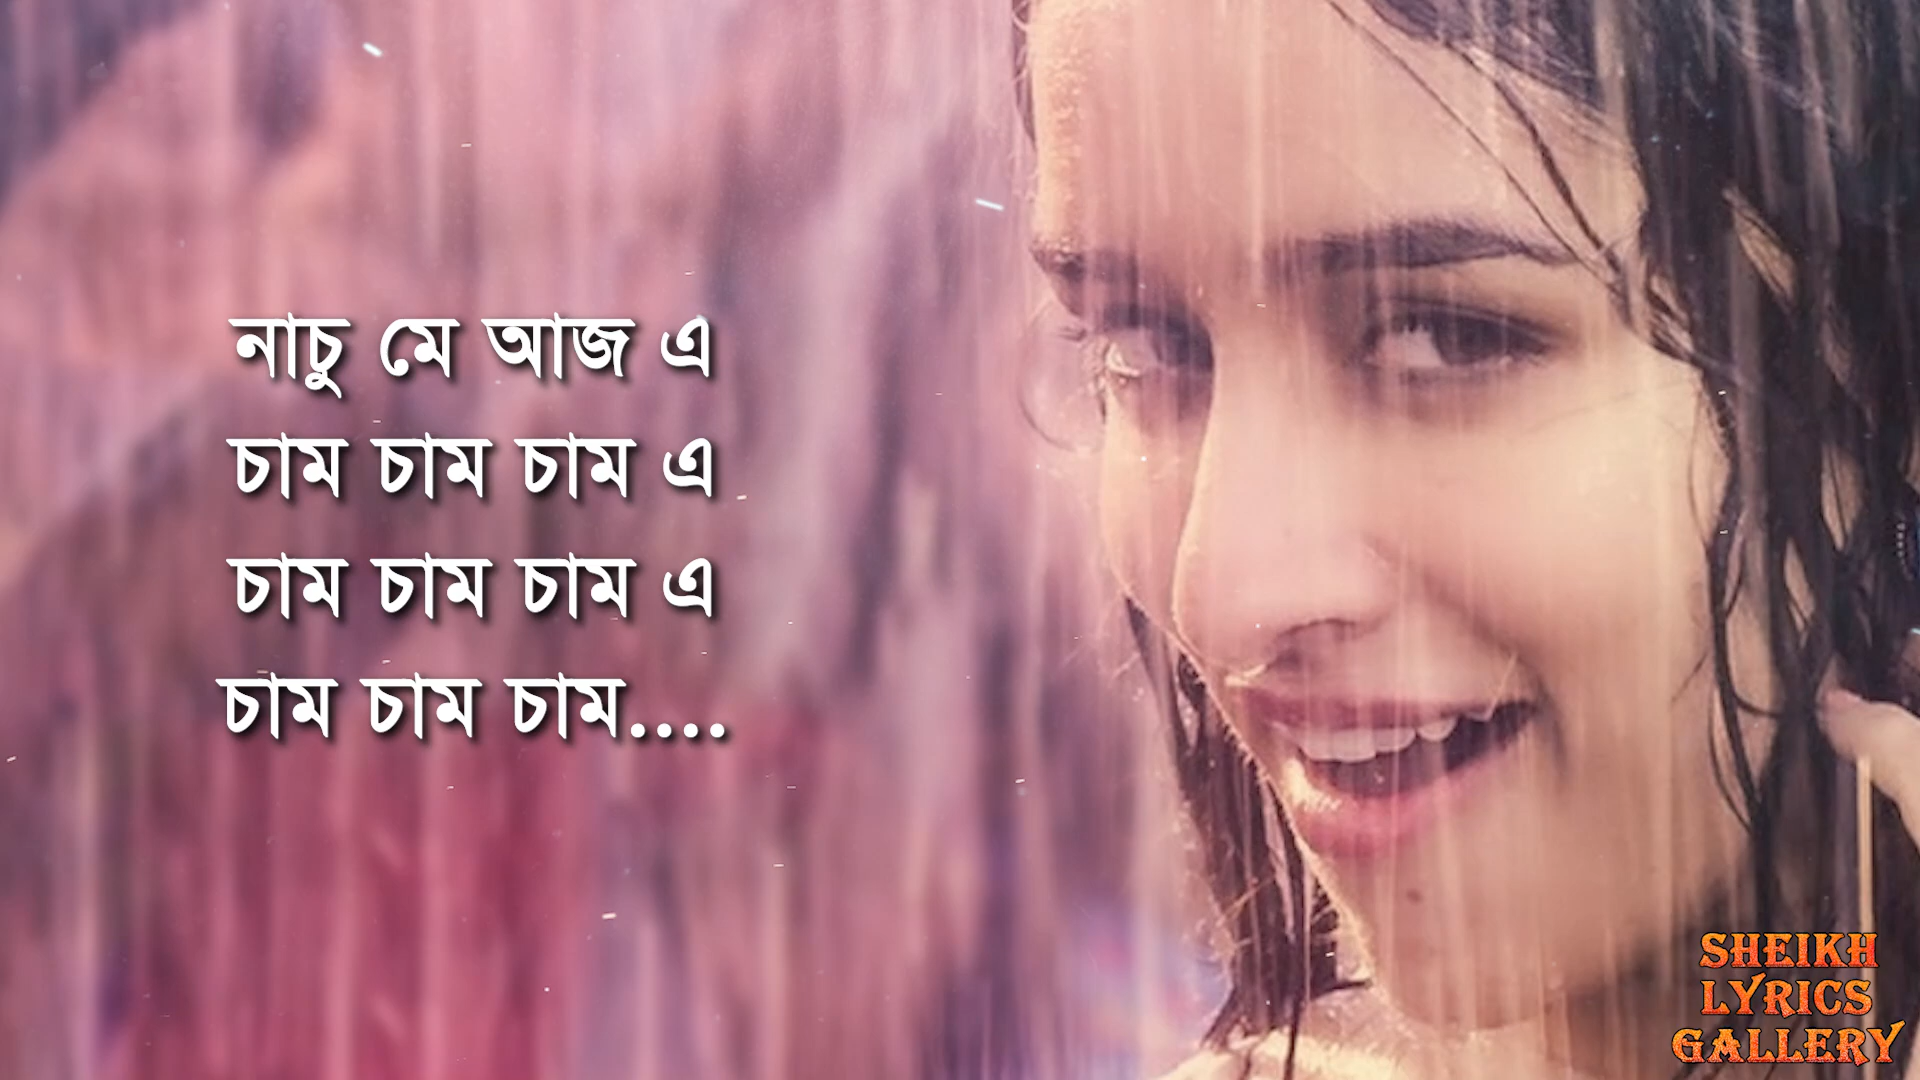 নাচু মে আজ এ
চাম চাম চাম এ
চাম চাম চাম এ
চাম চাম চাম....
SHEIKH
LYRICS
GALLERY